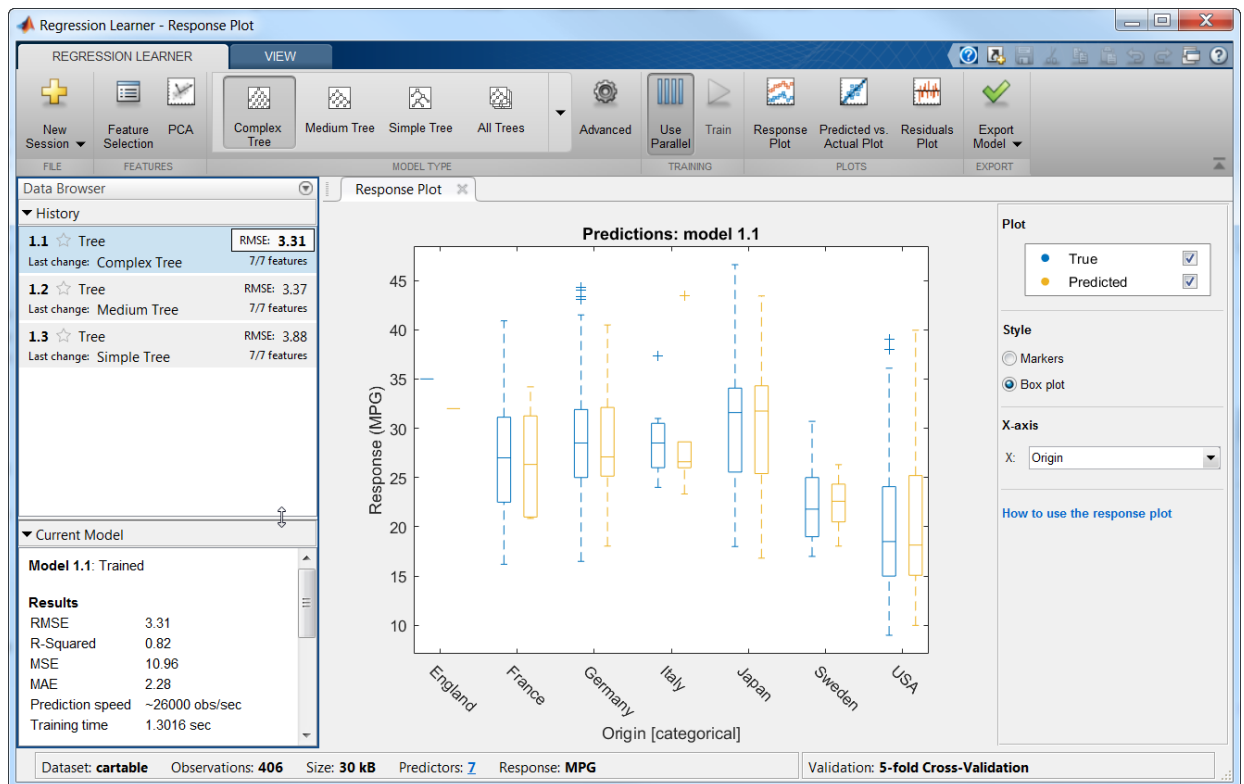 Regression Learner - Response Plot
REGRESSION LEARNER VIEW
New Session
Feature Selection
PCA
Complex Tree
Medium Tree
Simple Tree
All Trees
Advanced
Use Parallel
Train
Response Plot
Predicted vs. Actual Plot
Residuals Plot
Export Model
FILE FEATURES MODEL TYPE TRAINING PLOTS EXPORT
Data Browser
History
1.1 Tree RMSE: 3.31
Last change: Complex Tree 7/7 features
1.2 Tree RMSE: 3.37
Last change: Medium Tree 7/7 features
1.3 Tree RMSE: 3.88
Last change: Simple Tree 7/7 features
Current Model
Model 1.1: Trained
Results
RMSE 3.31
R-Squared 0.82
MSE 10.96
MAE 2.28
Prediction speed ~26000 obs/sec
Training time 1.3016 sec
Response Plot
Predictions: model 1.1
Response (MPG)
45
40
35
30
25
20
15
10
England France Germany Italy Japan Sweden USA
Origin [categorical]
Plot
True
Predicted
Style
Markers
Box plot
X-axis
X: Origin
How to use the response plot
Dataset: cartable Observations: 406 Size: 30 kB Predictors: 7 Response: MPG Validation: 5-fold Cross-Validation